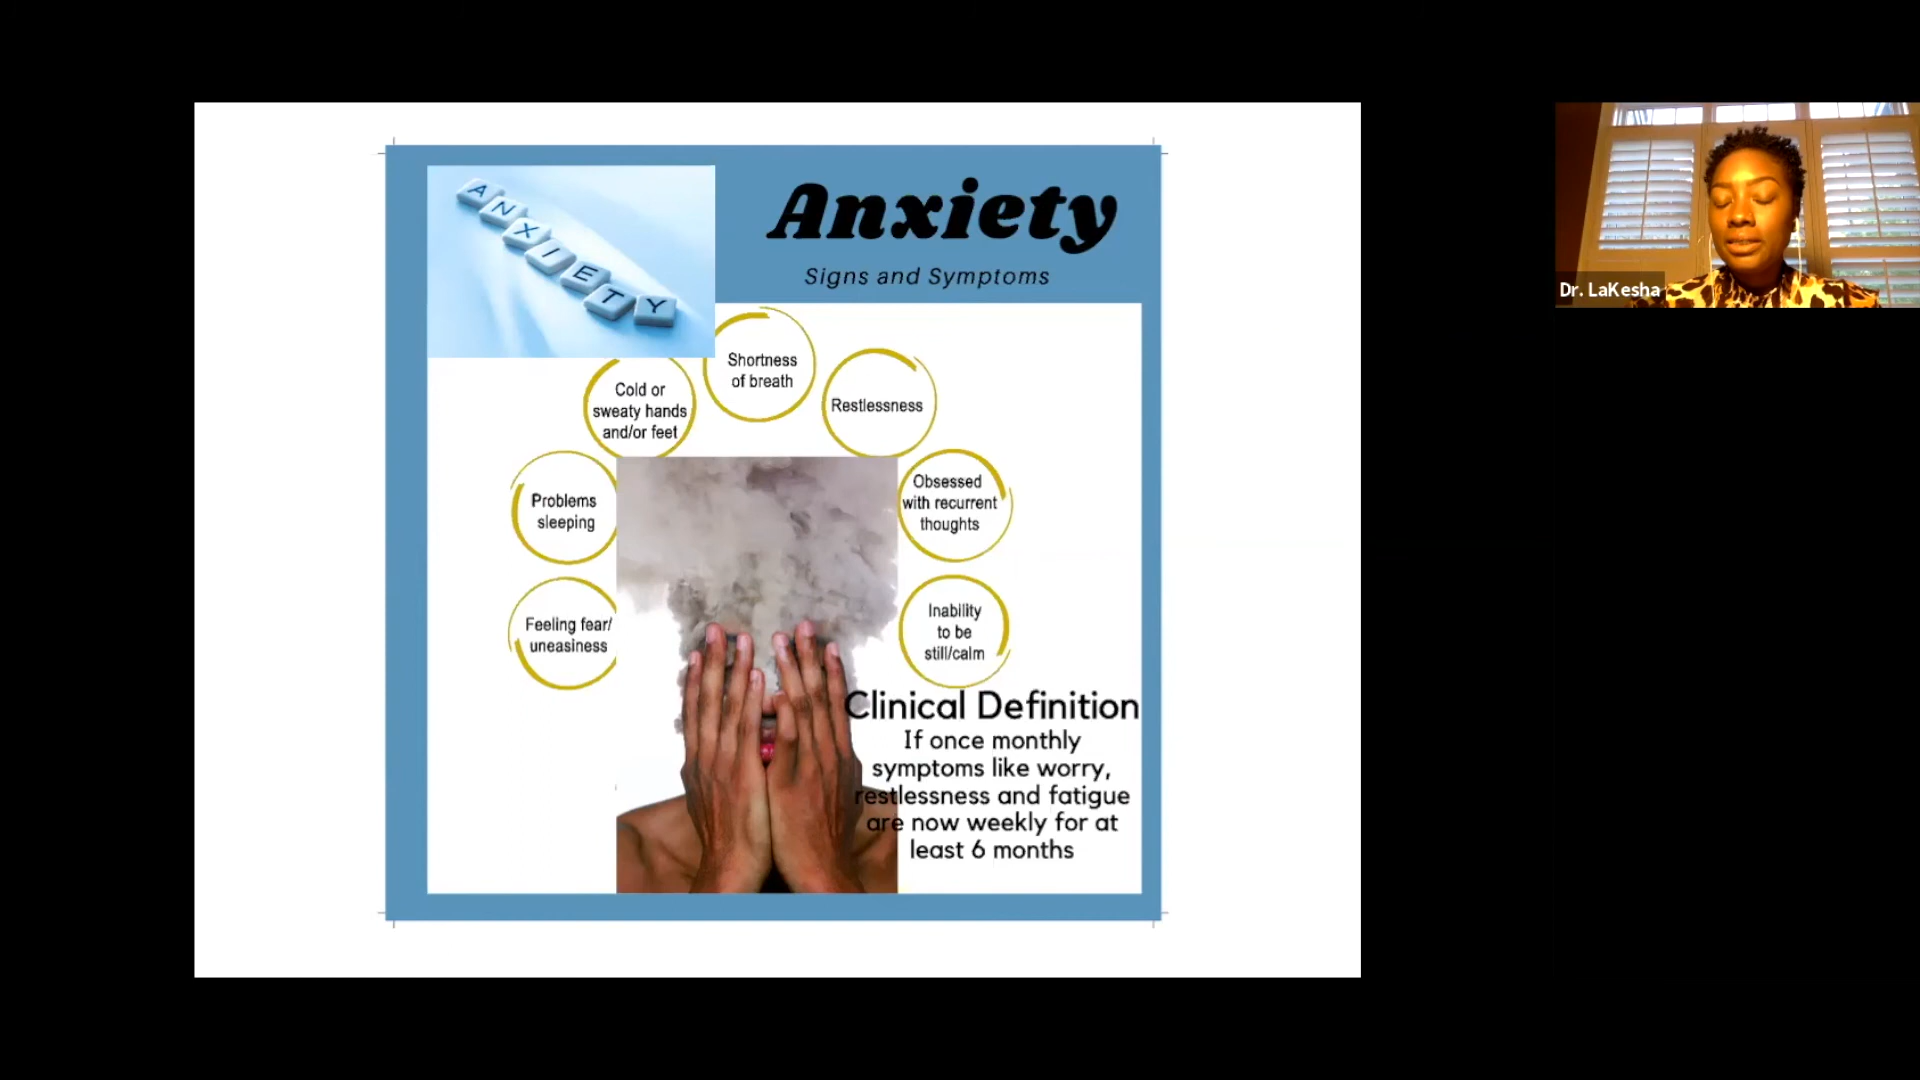 ANXIETY
Anxiety
Signs and Symptoms
Shortness
of breath
Cold or
sweaty hands
and/or feet
Restlessness
Problems
sleeping
Obsessed
with recurrent
thoughts
Feeling fear/
uneasiness
Inability
to be
still/calm
Clinical Definition
If once monthly
symptoms like worry,
restlessness and fatigue
are now weekly for at
least 6 months
Dr. LaKesha